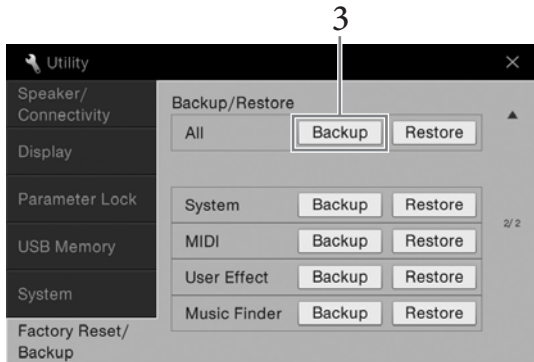 3
Utility
Speaker/
Connectivity
Display
Parameter Lock
USB Memory
System
Factory Reset/
Backup
Backup/Restore
All Backup Restore
System Backup Restore
MIDI Backup Restore
User Effect Backup Restore
Music Finder Backup Restore
2/2